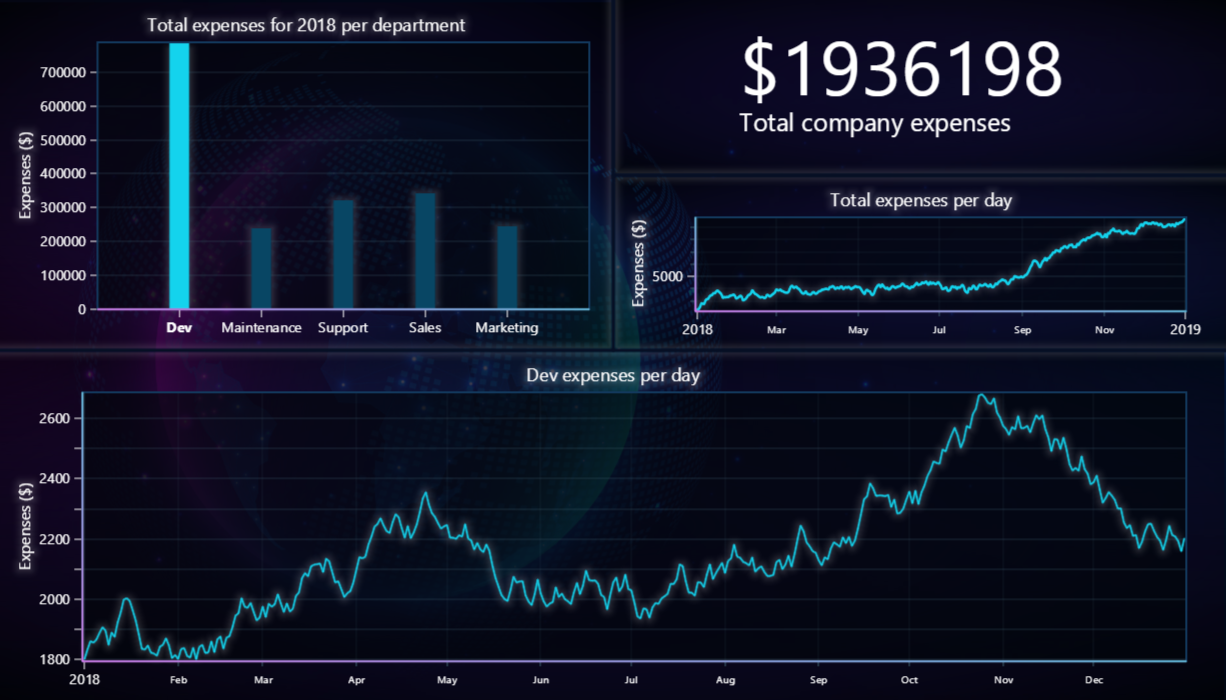 Total expenses for 2018 per department
Expenses ($)
700000
600000
500000
400000
300000
200000
100000
0
Dev Maintenance Support Sales Marketing
$1936198
Total company expenses
Total expenses per day
Expenses ($)
5000
2018 Mar May Jul Sep Nov 2019
Dev expenses per day
Expenses ($)
2600
2400
2200
2000
1800
2018 Feb Mar Apr May Jun Jul Aug Sep Oct Nov Dec